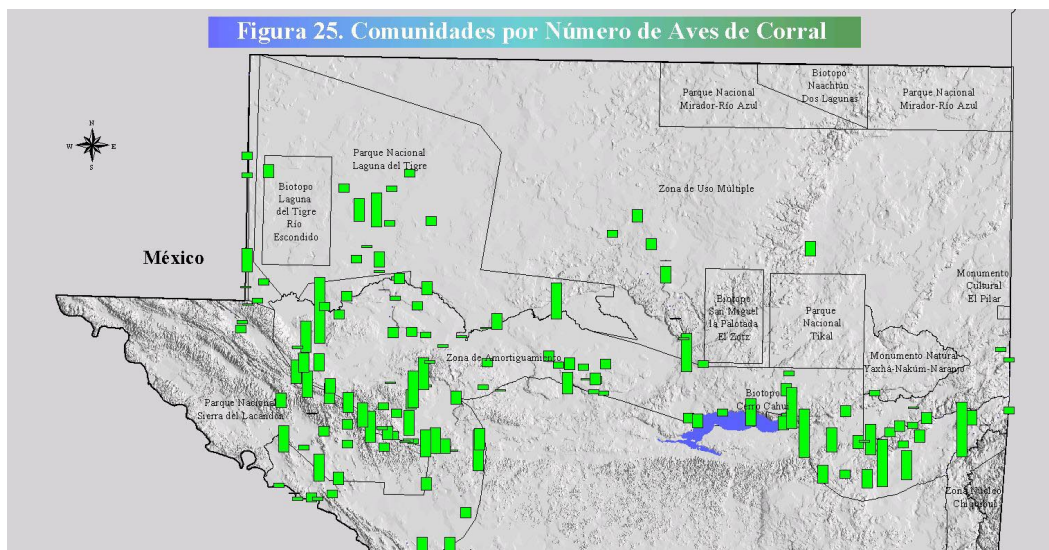 Figura 25. Comunidades por Número de Aves de Corral
Parque Nacional
Mirador-Río Azul
Biotopo
Naachtún
Dos Lagunas
Parque Nacional
Mirador-Río Azul
N
W E
S
Parque Nacional
Laguna del Tigre
Biotopo
Laguna
del Tigre
Río
Escondido
Zona de Uso Múltiple
México
Monumento
Cultural
El Pilar
Biotopo
San Miguel
la Palotada
El Zotz
Parque
Nacional
Tikal
Zona de Amortiguamiento
Monumento Natural
Yaxhá-Nakúm-Naranjo
Parque Nacional
Sierra del Lacandón
Biotopo
Cerro Cahuí
Zona Núcleo
Chiquibul